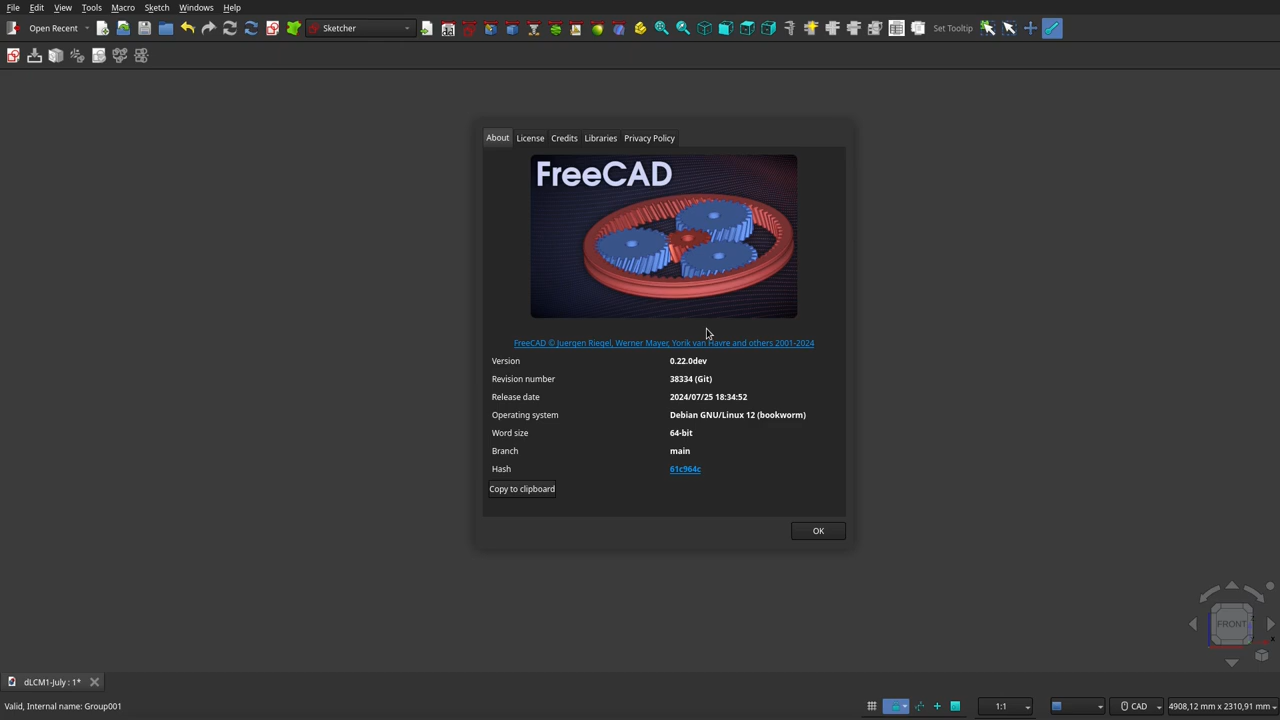 File Edit View Tools Macro Sketch Windows Help
Open Recent Sketcher Set Tooltip
About License Credits Libraries Privacy Policy
FreeCAD
FreeCAD © Juergen Riegel, Werner Mayer, Yorik van Havre and others 2001-2024
Version 0.22.0dev
Revision number 38334 (Git)
Release date 2024/07/25 18:34:52
Operating system Debian GNU/Linux 12 (bookworm)
Word size 64-bit
Branch main
Hash 61c964c
Copy to clipboard
OK
FRONT
dLCM1-July : 1*
Valid, Internal name: Group001 1:1 CAD 4908,12 mm x 2310,91 mm